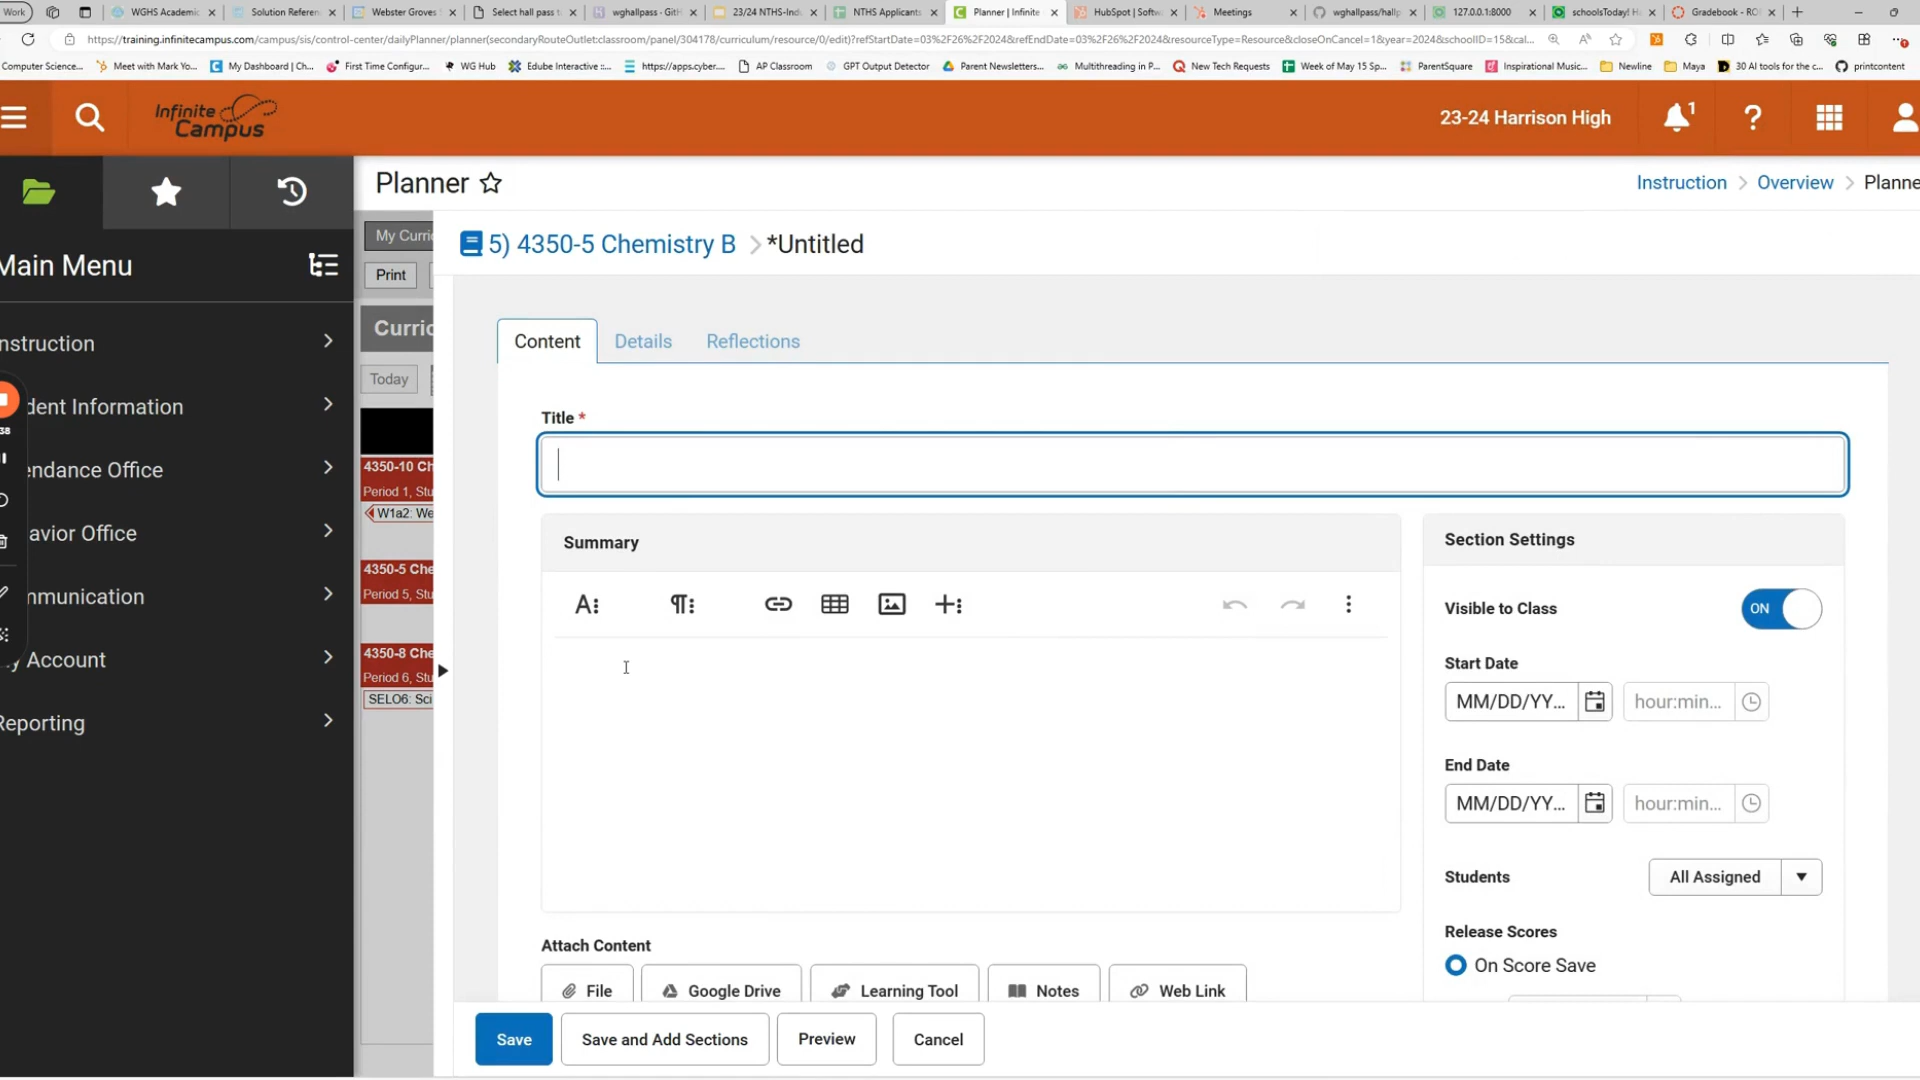 Work
WGHS Academic
Solution Referen
Webster Groves
Select hall pass t
wghallpass - GitH
23/24 NTHS-Ind
NTHS Applicants
Planner | Infinite
HubSpot | Softw
Meetings
wghallpass/hallp
127.0.0.1:8000
schoolsToday! H
Gradebook - RO
https://training.infinitecampus.com/campus/sis/control-center/dailyPlanner/planner(secondaryRouteOutlet:classroom/panel/304178/curriculum/resource/0/edit)?refStartDate=03%2F26%2F2024&refEndDate=03%2F26%2F2024&resourceType=Resource&closeOnCancel=1&year=2024&schoolID=15&cal...
Computer Science...
Meet with Mark Yo...
My Dashboard | Ch...
First Time Configur...
WG Hub
Edube Interactive ::...
https://apps.cyber....
AP Classroom
GPT Output Detector
Parent Newsletters...
Multithreading in P...
New Tech Requests
Week of May 15 Sp...
ParentSquare
Inspirational Music...
Newline
Maya
30 AI tools for the c...
printcontent
Infinite Campus
23-24 Harrison High
1
?
Planner
Instruction > Overview > Planne
Main Menu
nstruction
dent Information
endance Office
avior Office
mmunication
y Account
Reporting
38
My Curric
Print
Curric
Today
4350-10 Ch
Period 1, Stu
W1a2: We
4350-5 Che
Period 5, Stu
4350-8 Che
Period 6, Stu
SELO6: Sci
5) 4350-5 Chemistry B > *Untitled
Content
Details
Reflections
Title *
Summary
Section Settings
Visible to Class
ON
Start Date
MM/DD/YY...
hour:min...
End Date
MM/DD/YY...
hour:min...
Students
All Assigned
Release Scores
On Score Save
Attach Content
File
Google Drive
Learning Tool
Notes
Web Link
Save
Save and Add Sections
Preview
Cancel